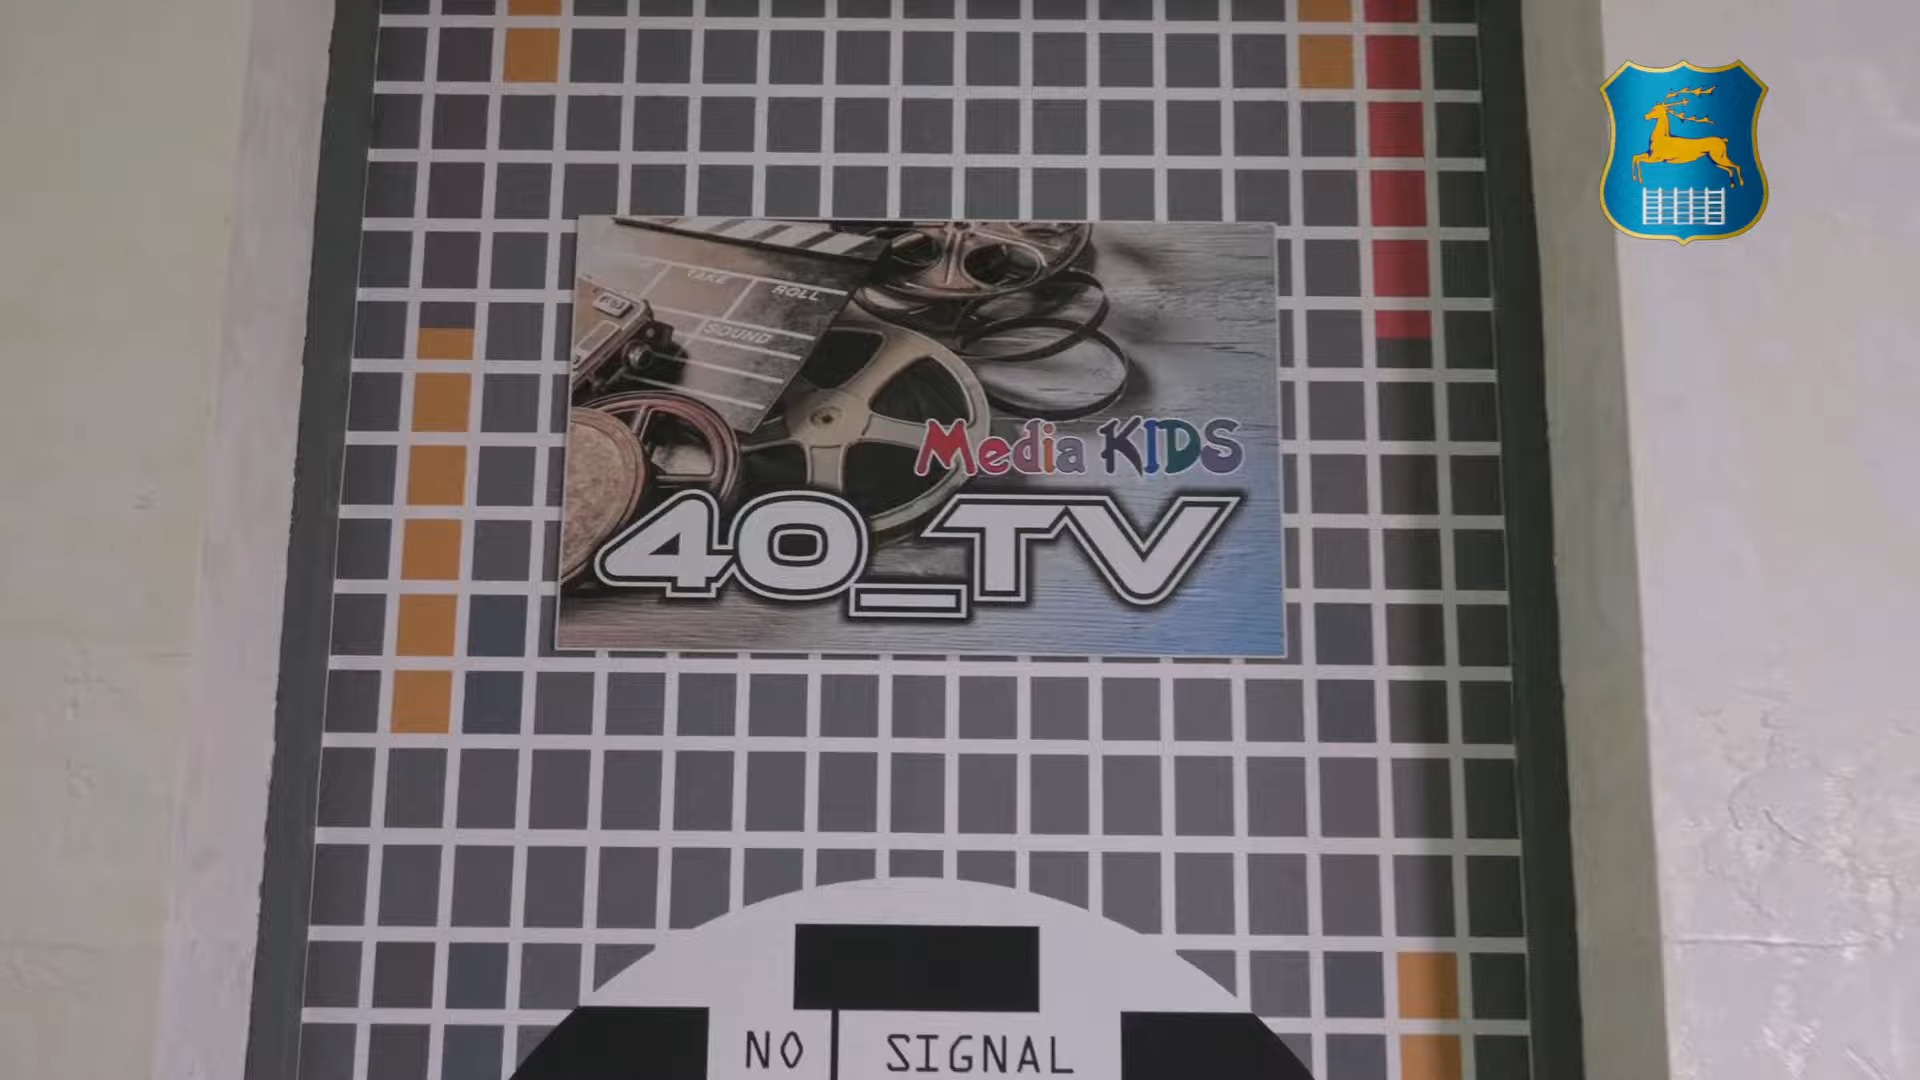 TAKE
ROLL
SOUND
Media KIDS
40_TV
NO SIGNAL